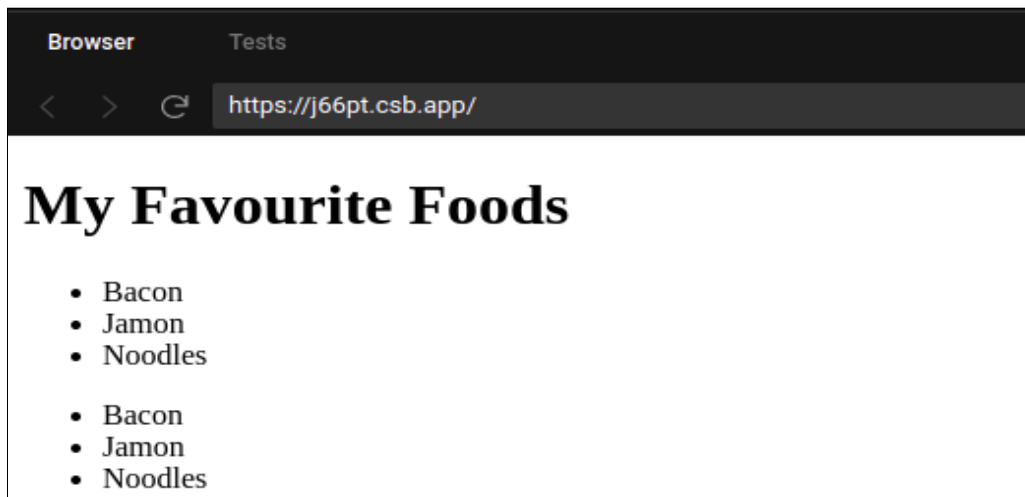 Browser Tests
https://j66pt.csb.app/
My Favourite Foods
• Bacon
• Jamon
• Noodles
• Bacon
• Jamon
• Noodles